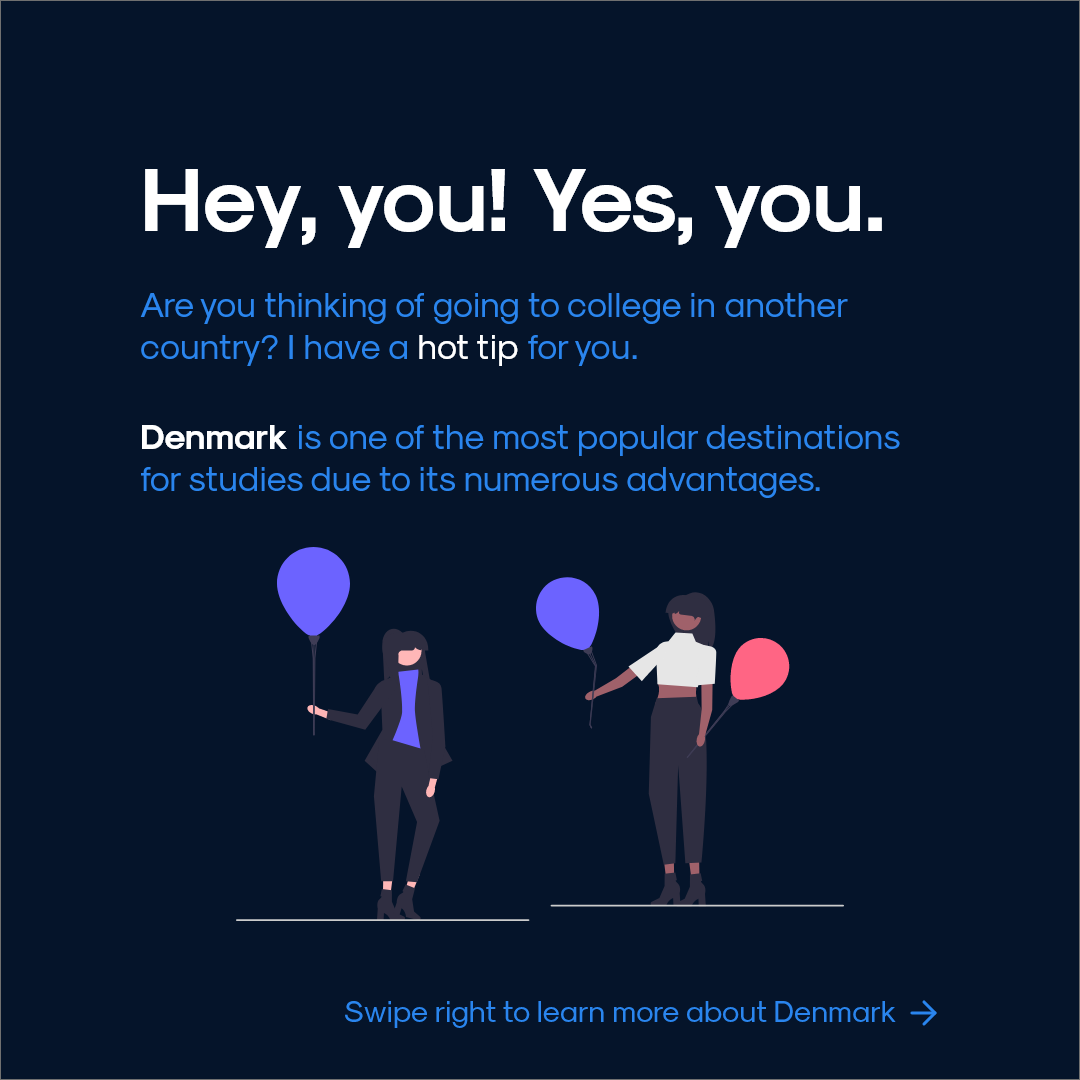 Hey, you! Yes, you.
Are you thinking of going to college in another
country? I have a hot tip for you.
Denmark is one of the most popular destinations
for studies due to its numerous advantages.
Swipe right to learn more about Denmark →